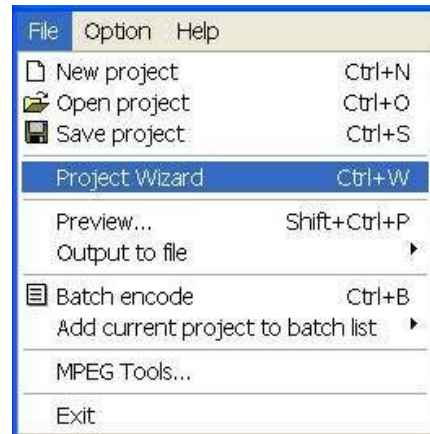 File Option Help
New project Ctrl+N
Open project Ctrl+O
Save project Ctrl+S
Project Wizard Ctrl+W
Preview... Shift+Ctrl+P
Output to file
Batch encode Ctrl+B
Add current project to batch list
MPEG Tools...
Exit